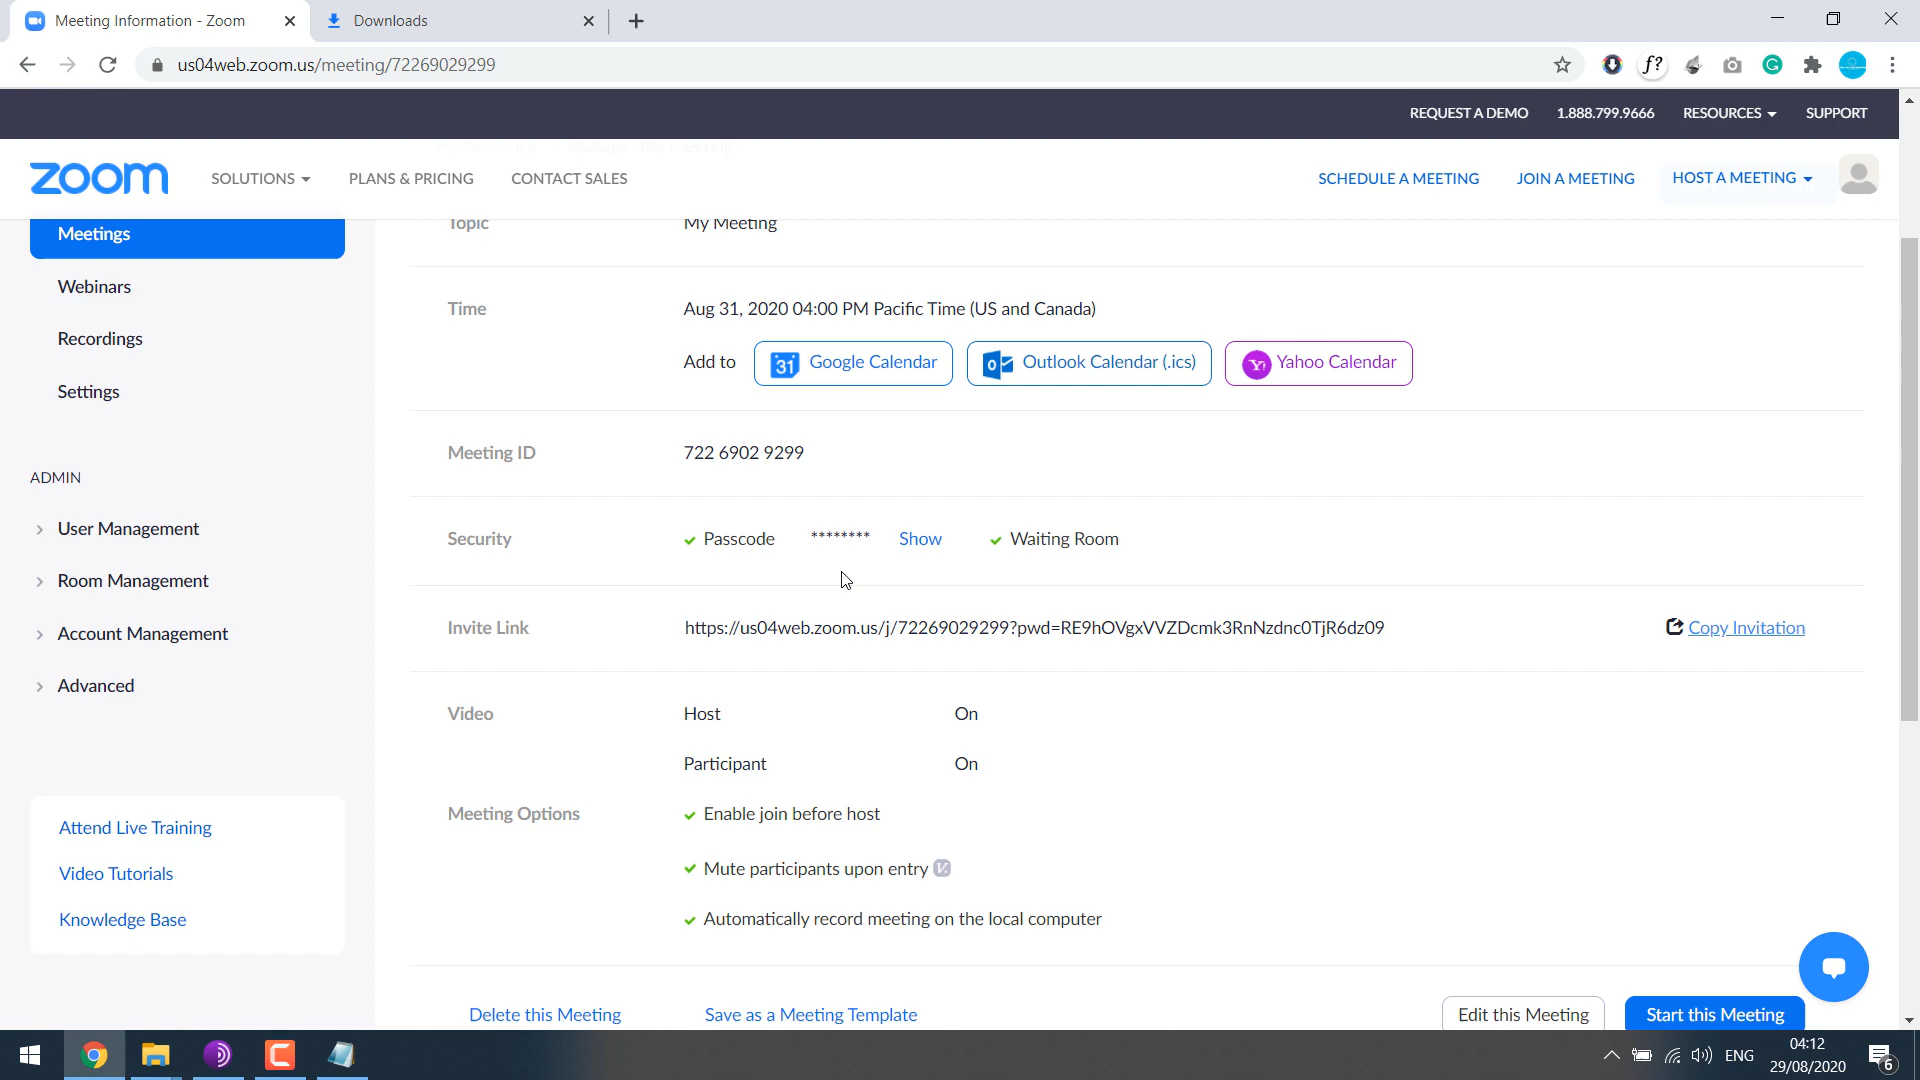 Meeting Information - Zoom
Downloads
us04web.zoom.us/meeting/72269029299
f?
REQUEST A DEMO 1.888.799.9666 RESOURCES SUPPORT
zoom SOLUTIONS PLANS & PRICING CONTACT SALES SCHEDULE A MEETING JOIN A MEETING HOST A MEETING
Meetings
Webinars
Recordings
Settings
ADMIN
User Management
Room Management
Account Management
Advanced
Attend Live Training
Video Tutorials
Knowledge Base
Topic My Meeting
Time Aug 31, 2020 04:00 PM Pacific Time (US and Canada)
Add to 31 Google Calendar Outlook Calendar (.ics) Yahoo Calendar
Meeting ID 722 6902 9299
Security Passcode ******** Show Waiting Room
Invite Link https://us04web.zoom.us/j/72269029299?pwd=RE9hOVgxVVZDcmk3RnNzdnc0TjR6dz09 Copy Invitation
Video Host On
Participant On
Meeting Options Enable join before host
Mute participants upon entry
Automatically record meeting on the local computer
Delete this Meeting Save as a Meeting Template Edit this Meeting Start this Meeting
ENG 04:12
29/08/2020 6